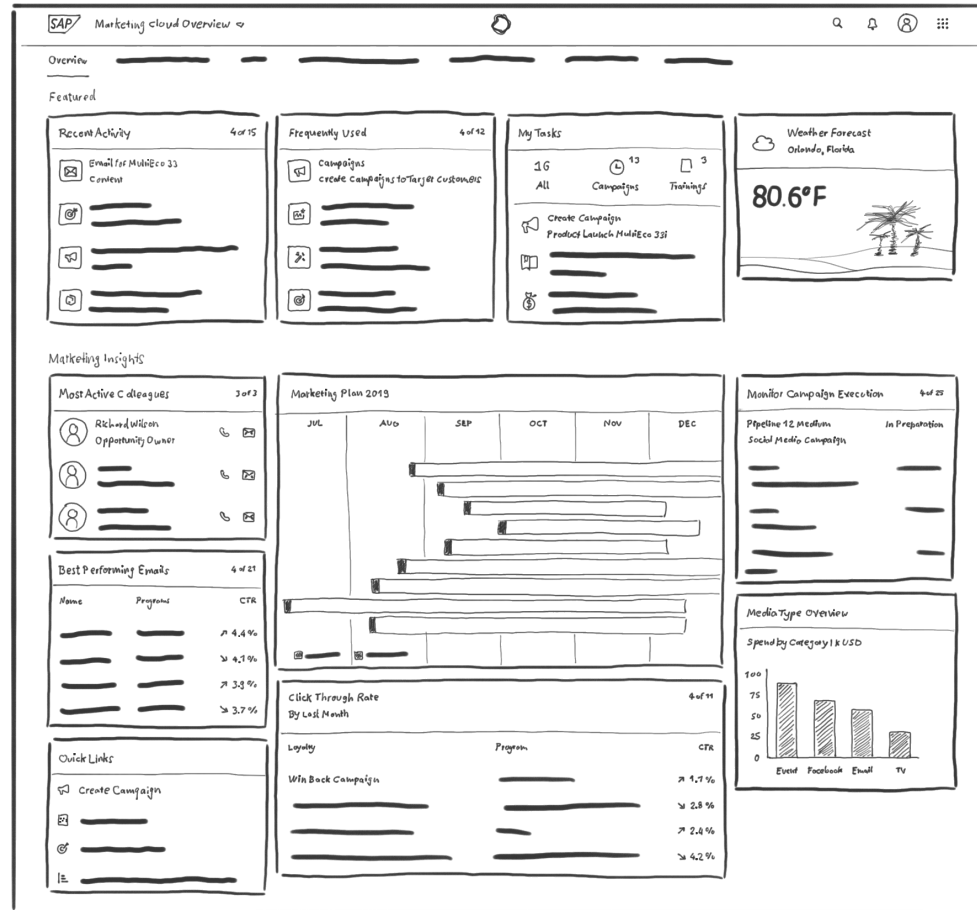 SAP Marketing Cloud Overview
Overview
Featured
Recent Activity 4 of 15
Email for MultiEco 33
Content
Frequently Used 4 of 12
Campaigns
Create Campaigns to Target Customers
My Tasks
16 13 3
All Campaigns Trainings
Create Campaign
Product Launch MultiEco 33i
Weather Forecast
Orlando, Florida
80.6°F
Marketing Insights
Most Active Colleagues 3 of 3
Richard Wilson
Opportunity Owner
Best Performing Emails 4 of 21
Name Programs CTR
4.4%
4.1%
3.9%
3.7%
Quick Links
Create Campaign
Marketing Plan 2019
JUL AUG SEP OCT NOV DEC
Click Through Rate 4 of 11
By Last Month
Loyalty Program CTR
Win Back Campaign 1.7%
2.8%
2.4%
4.2%
Monitor Campaign Execution 4 of 25
Pipeline 12 Medium In Preparation
Social Media Campaign
Media Type Overview
Spend by Category | k USD
100
75
50
25
0
Event Facebook Email TV